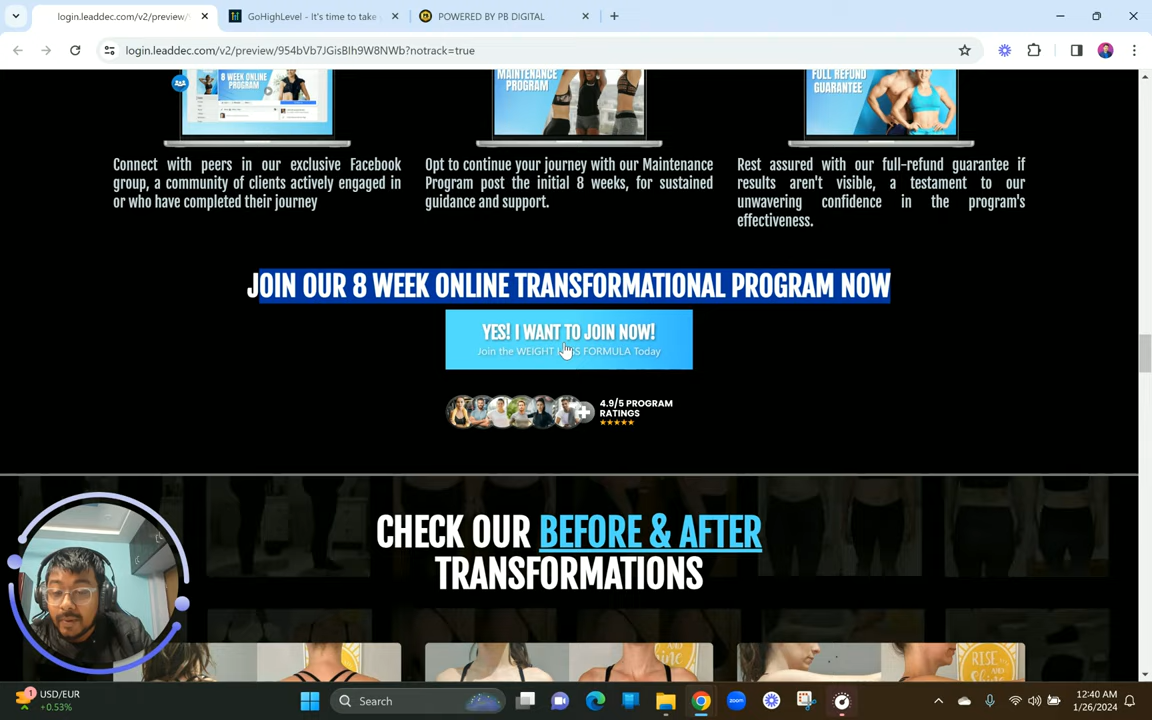 login.leaddec.com/v2/preview/
GoHighLevel - It's time to take
POWERED BY PB DIGITAL
login.leaddec.com/v2/preview/954bVb7JGisBlh9W8NWb?notrack=true
8 WEEK ONLINE
PROGRAM
MAINTENANCE
PROGRAM
FULL REFUND
GUARANTEE
Connect with peers in our exclusive Facebook
group, a community of clients actively engaged in
or who have completed their journey
Opt to continue your journey with our Maintenance
Program post the initial 8 weeks, for sustained
guidance and support.
Rest assured with our full-refund guarantee if
results aren't visible, a testament to our
unwavering confidence in the program's
effectiveness.
JOIN OUR 8 WEEK ONLINE TRANSFORMATIONAL PROGRAM NOW
YES! I WANT TO JOIN NOW!
Join the WEIGHT LOSS FORMULA Today
4.9/5 PROGRAM
RATINGS
CHECK OUR BEFORE & AFTER
TRANSFORMATIONS
RISE
USD/EUR
+0.53%
1
Search
zoom
12:40 AM
1/26/2024